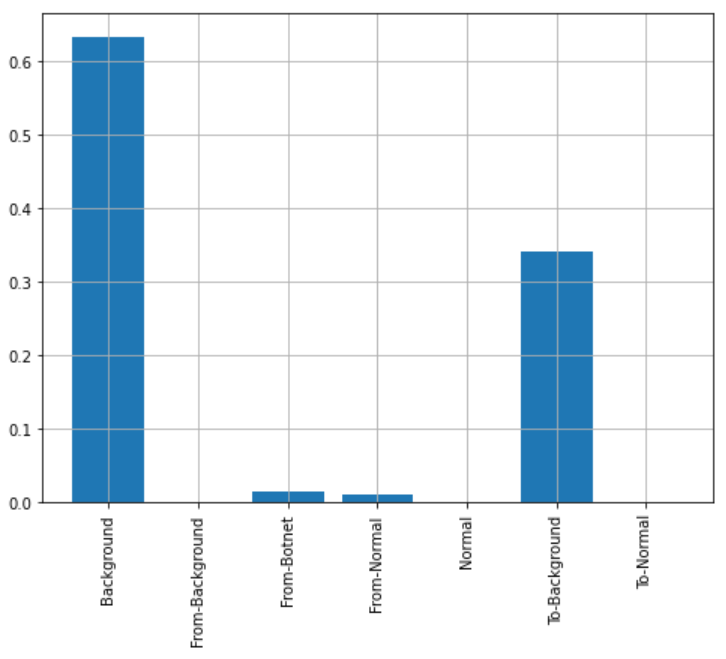 0.6
0.5
0.4
0.3
0.2
0.1
0.0
Background
From-Background
From-Botnet
From-Normal
Normal
To-Background
To-Normal